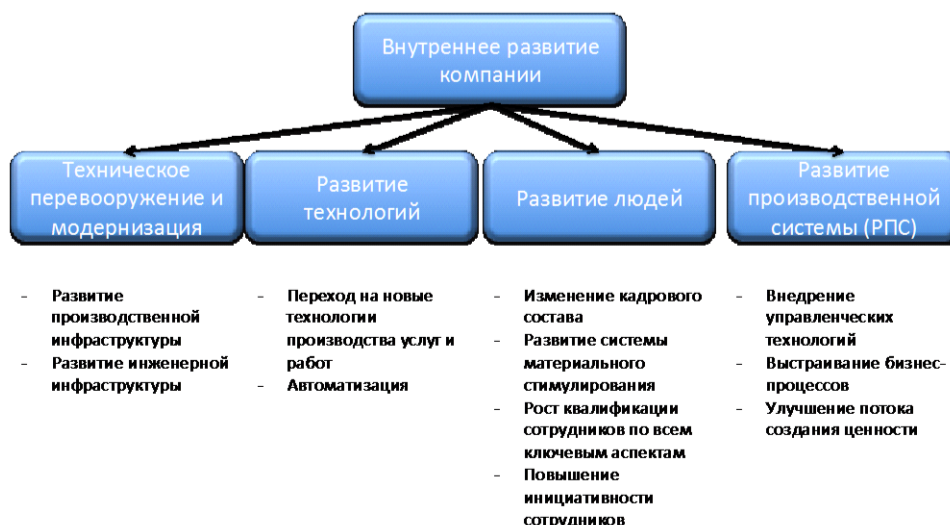 Внутреннее развитие
компании
Техническое
перевооружение и
модернизация
Развитие
технологий
Развитие людей
Развитие
производственной
системы (РПС)
- Развитие
производственной
инфраструктуры
- Развитие инженерной
инфраструктуры
- Переход на новые
технологии
производства услуг и
работ
- Автоматизация
- Изменение кадрового
состава
- Развитие системы
материального
стимулирования
- Рост квалификации
сотрудников по всем
ключевым аспектам
- Повышение
инициативности
сотрудников
- Внедрение
управленческих
технологий
- Выстраивание бизнес-
процессов
- Улучшение потока
создания ценности